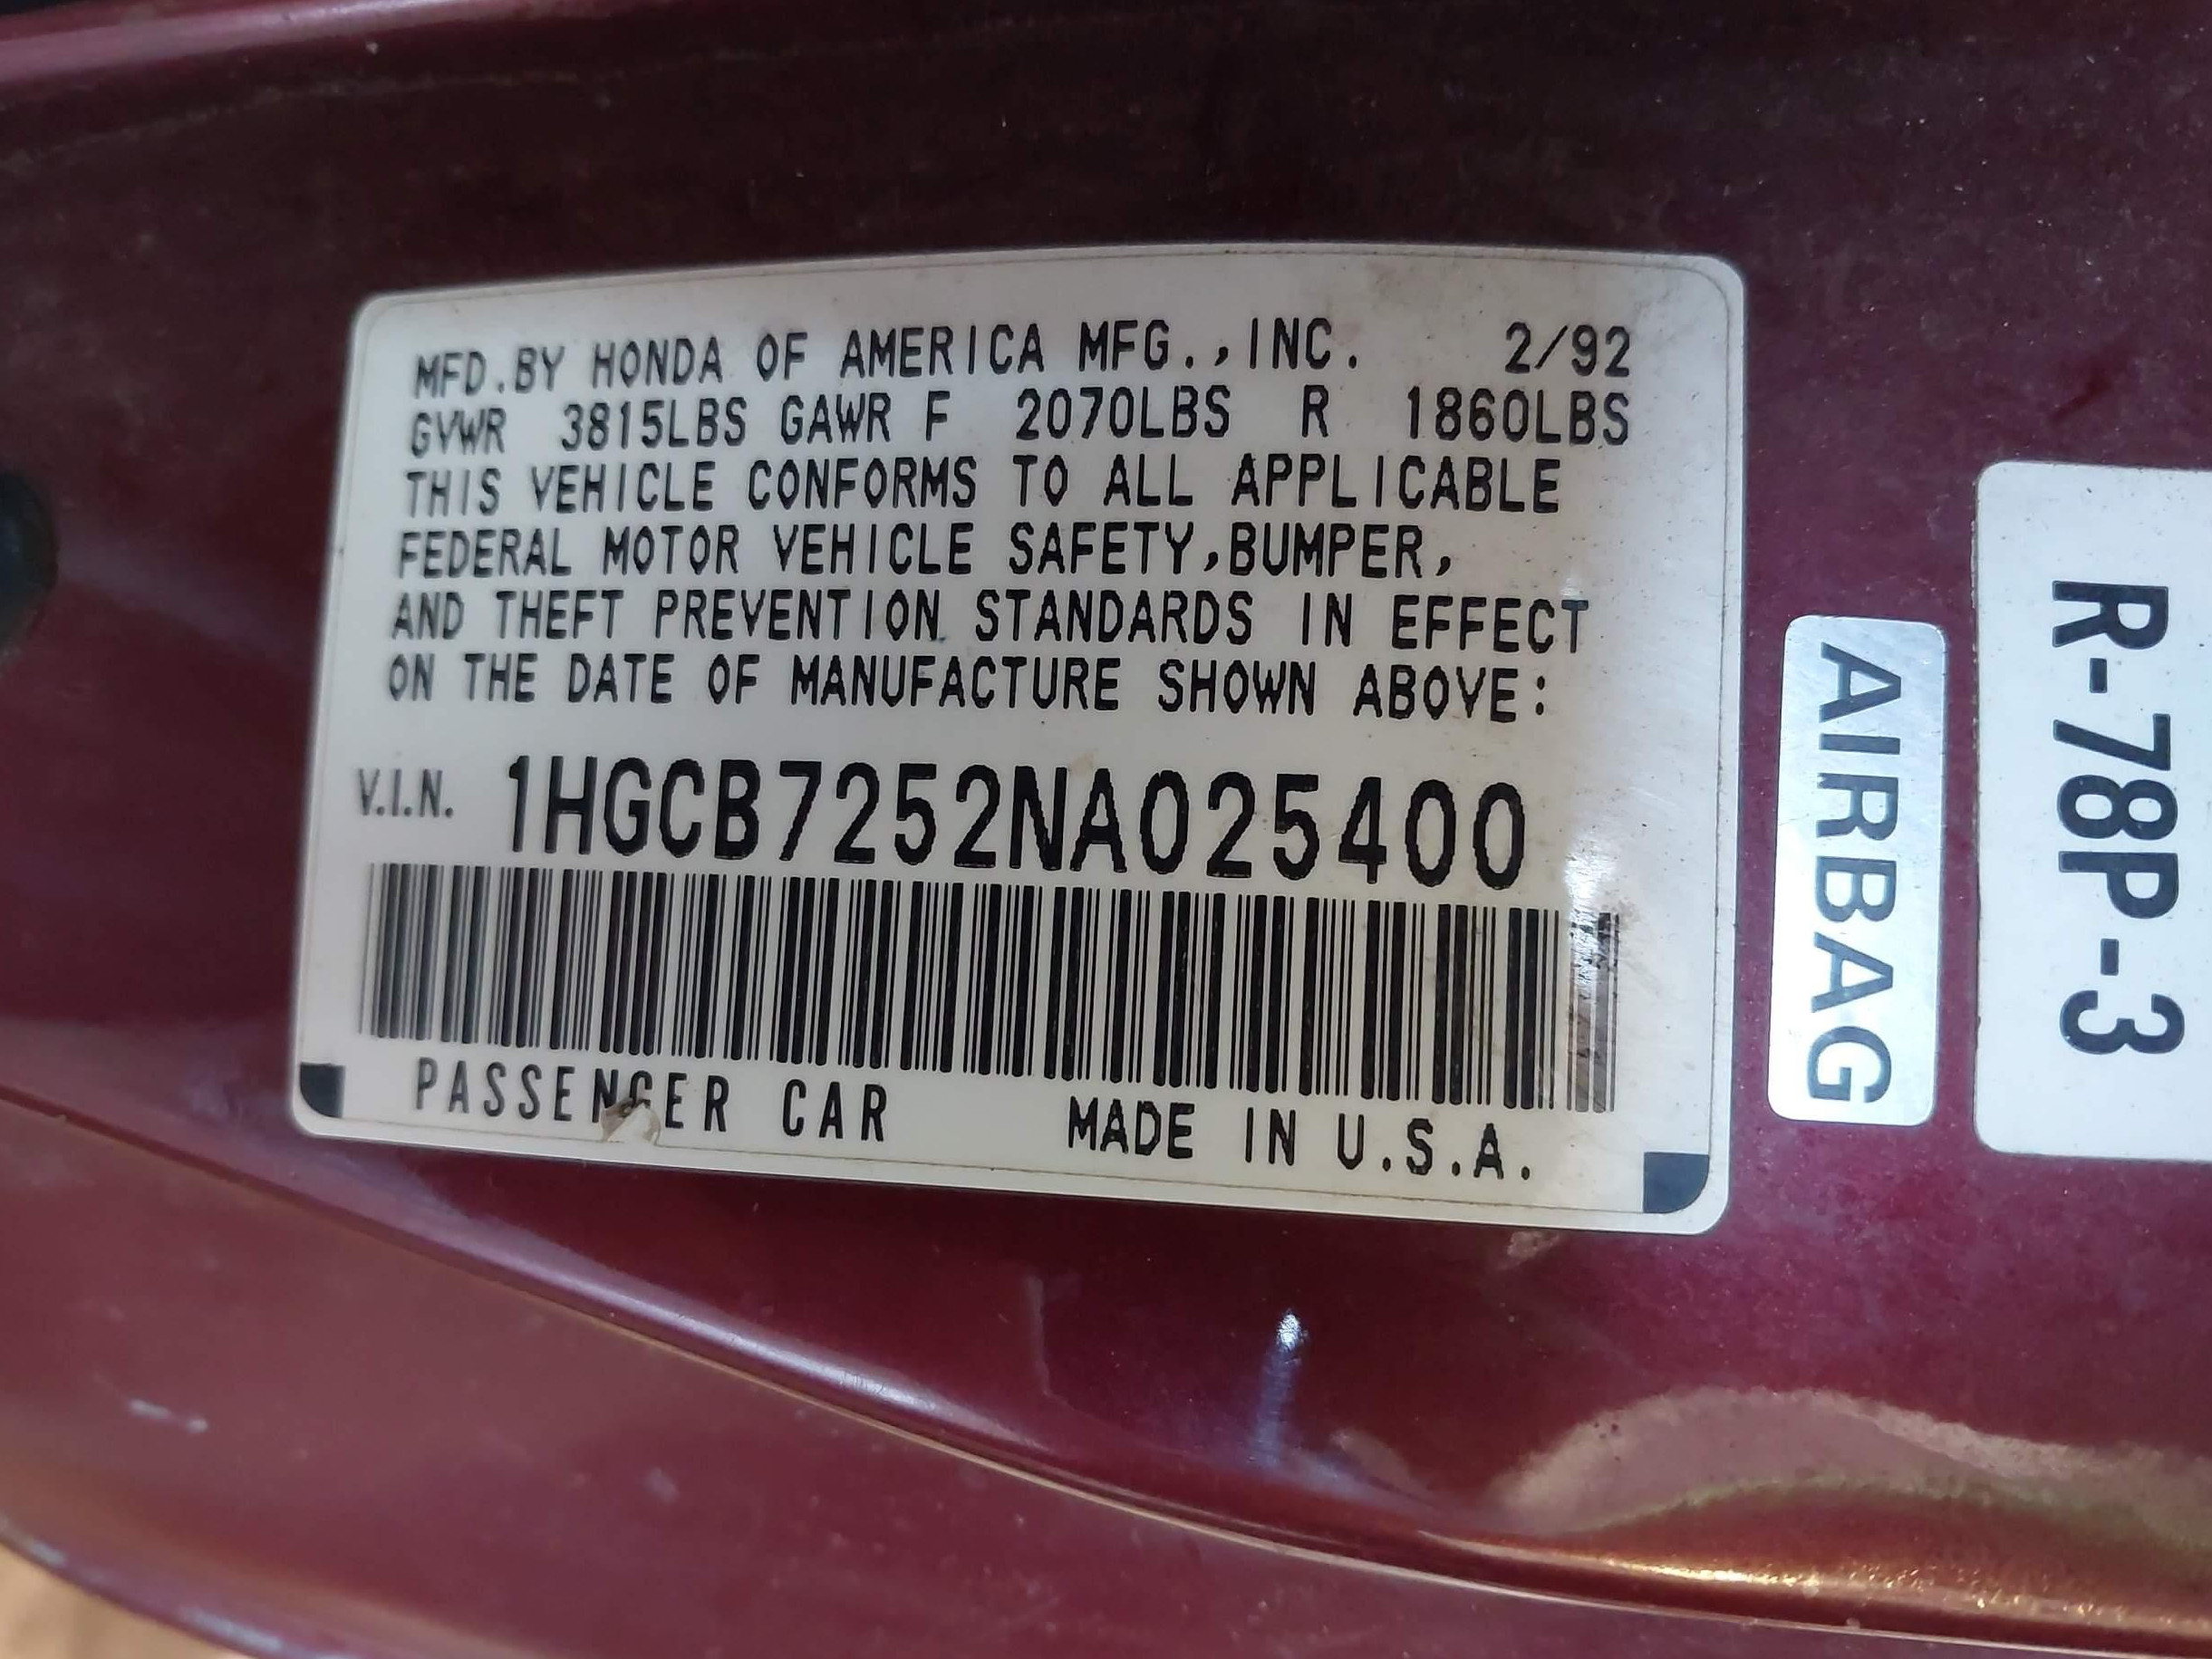 MFD.BY HONDA OF AMERICA MFG.,INC. 2/92
GVWR 3815LBS GAWR F 2070LBS R 1860LBS
THIS VEHICLE CONFORMS TO ALL APPLICABLE
FEDERAL MOTOR VEHICLE SAFETY,BUMPER,
AND THEFT PREVENTION STANDARDS IN EFFECT
ON THE DATE OF MANUFACTURE SHOWN ABOVE:
V.I.N. 1HGCB7252NA025400
PASSENGER CAR MADE IN U.S.A.
AIRBAG
R-78P-3